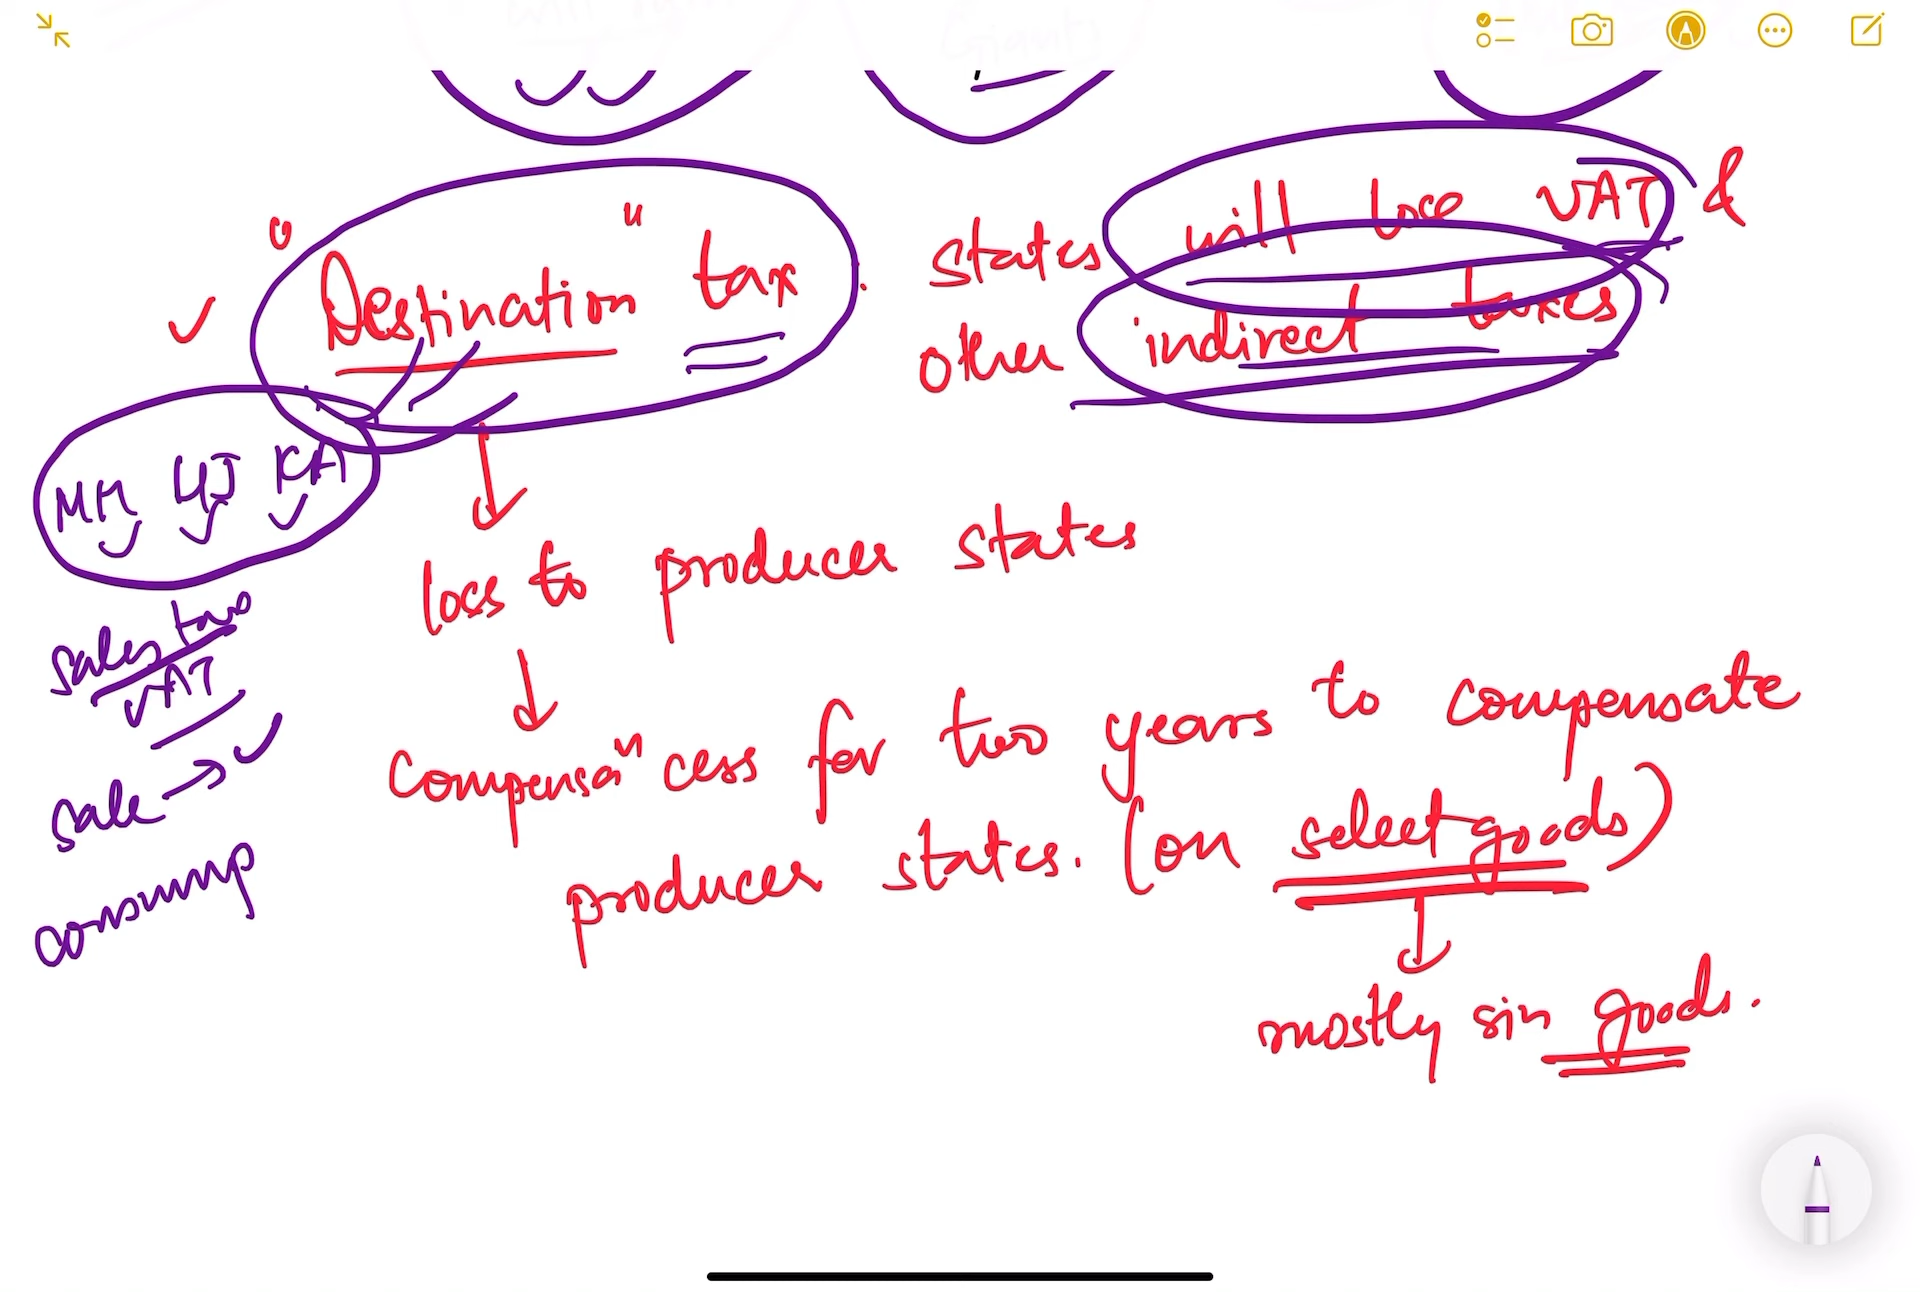 "Destination" tax.
states will lose VAT &
other indirect taxes
MH GJ KA
loss to producer states
sales tax
VAT
sale →
consump
Compensaⁿ cess for two years to compensate
producer states. (on select goods)
mostly sin goods.